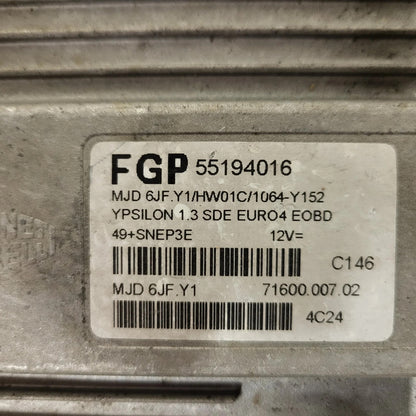 FGP 55194016
MJD 6JF.Y1/HW01C/1064-Y152
YPSILON 1.3 SDE EURO4 EOBD
49+SNEP3E 12V=
C146
MJD 6JF.Y1 71600.007.02
4C24